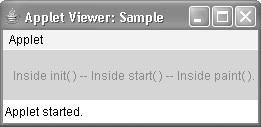 Applet Viewer: Sample
Applet
Inside init() -- Inside start() -- Inside paint().
Applet started.